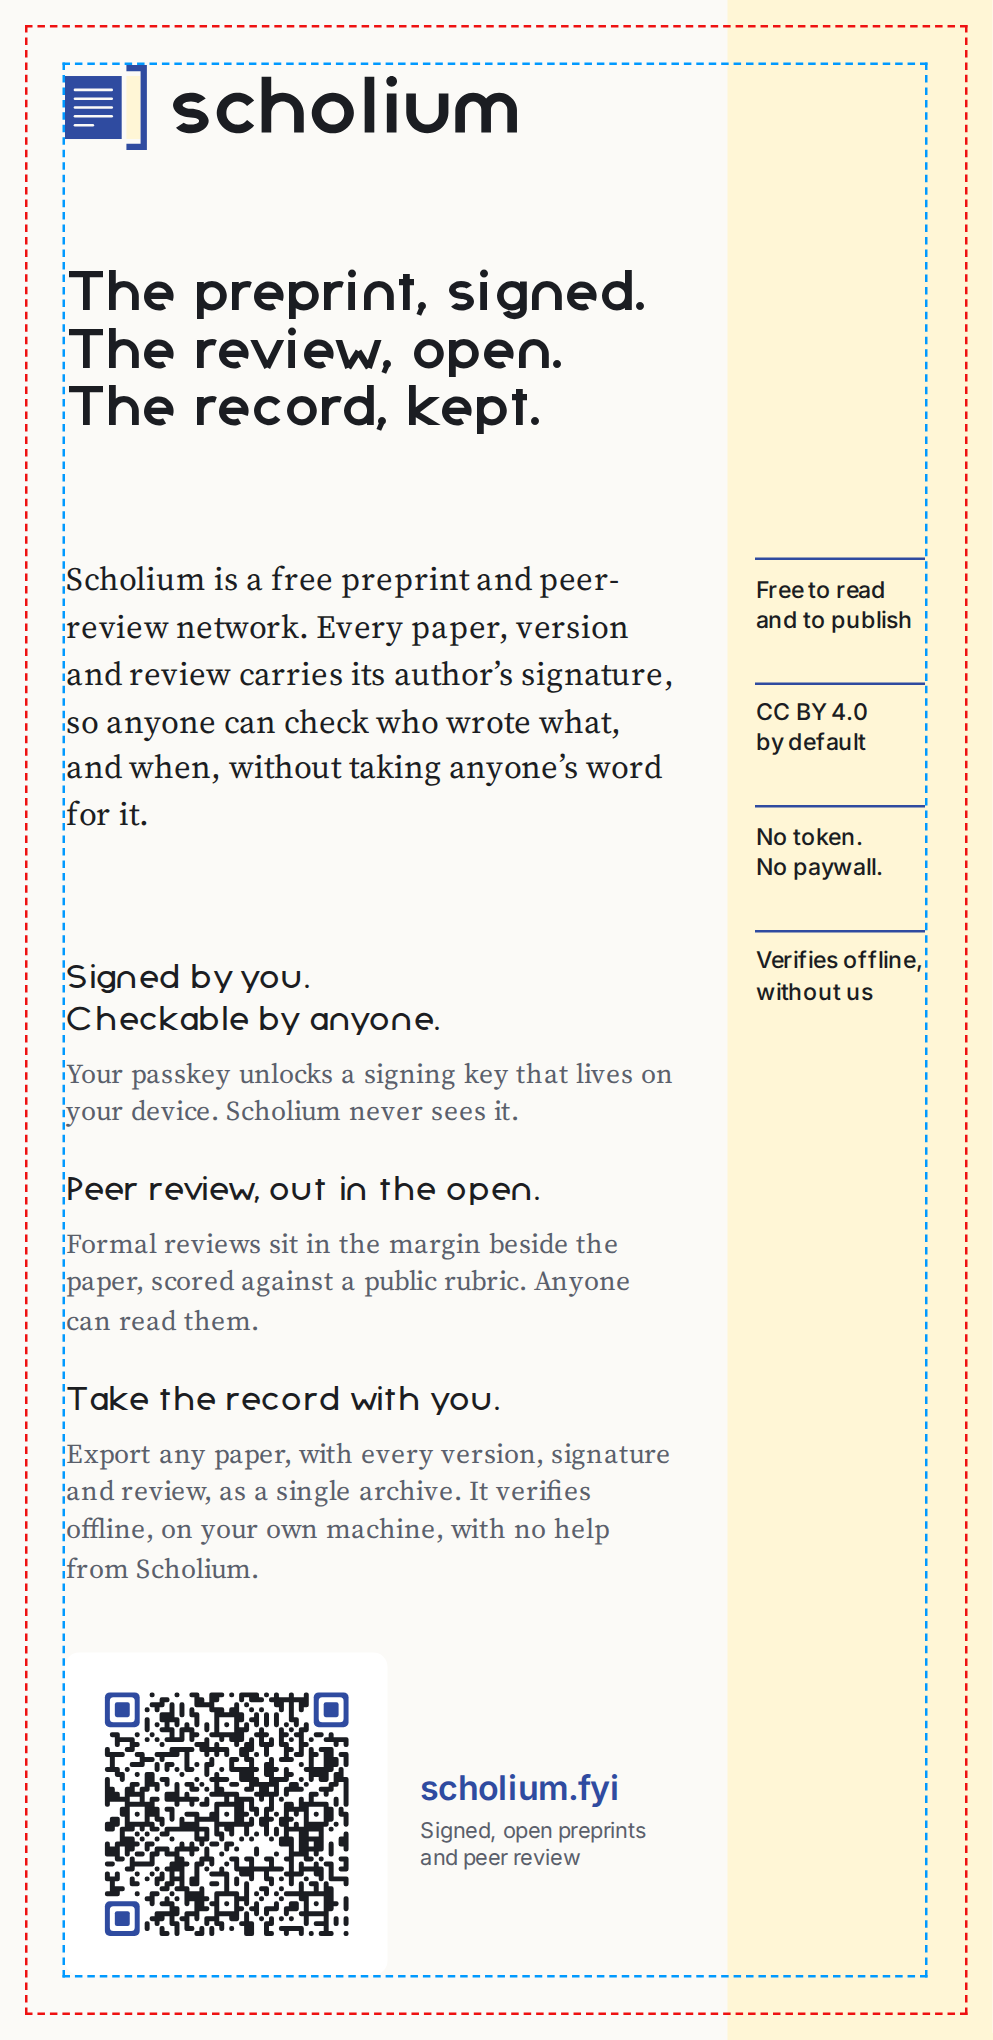 scholium
The preprint, signed.
The review, open.
The record, kept.
Scholium is a free preprint and peer-
review network. Every paper, version
and review carries its author’s signature,
so anyone can check who wrote what,
and when, without taking anyone’s word
for it.
Free to read
and to publish
CC BY 4.0
by default
No token.
No paywall.
Verifies offline,
without us
Signed by you.
Checkable by anyone.
Your passkey unlocks a signing key that lives on
your device. Scholium never sees it.
Peer review, out in the open.
Formal reviews sit in the margin beside the
paper, scored against a public rubric. Anyone
can read them.
Take the record with you.
Export any paper, with every version, signature
and review, as a single archive. It verifies
offline, on your own machine, with no help
from Scholium.
scholium.fyi
Signed, open preprints
and peer review